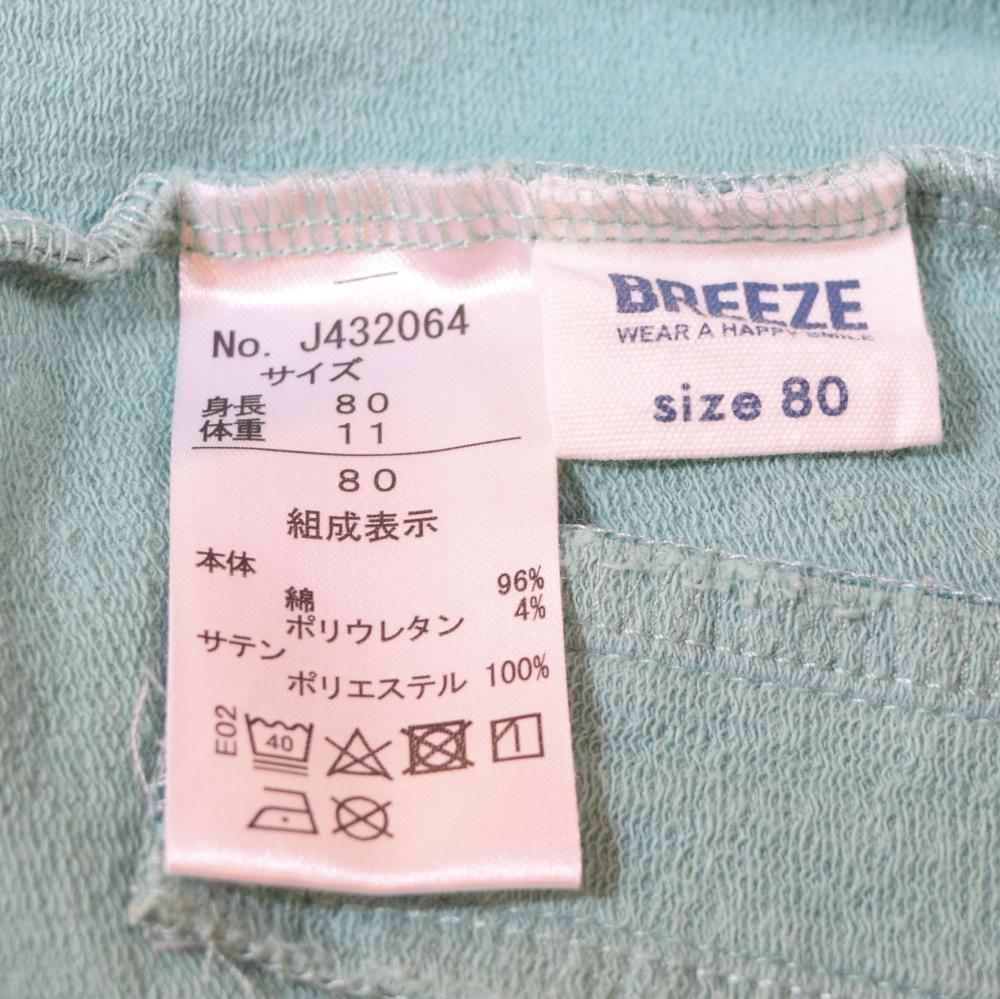 No. J432064
サイズ
身長 80
体重 11
80
組成表示
本体
綿 96%
ポリウレタン 4%
サテン
ポリエステル 100%
E02
40
BREEZE
WEAR A HAPPY SMILE
size 80